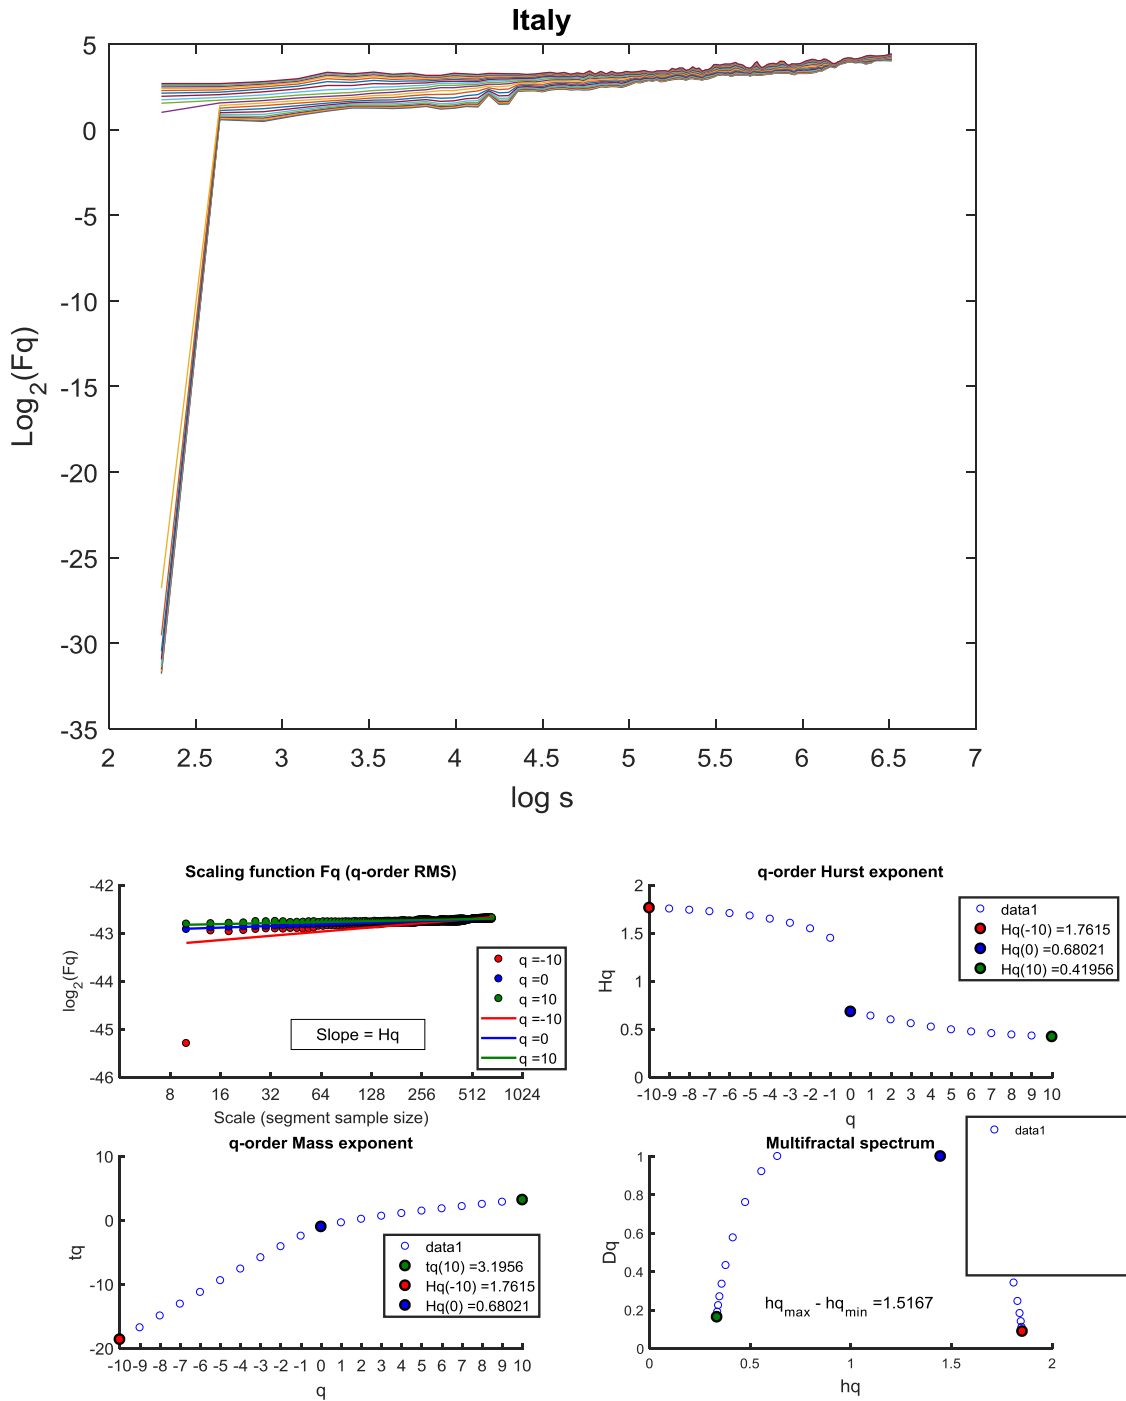 Italy
5
0
-5
-10
-15
-20
-25
-30
-35
Log2(Fq)
2 2.5 3 3.5 4 4.5 5 5.5 6 6.5 7
log s
Scaling function Fq (q-order RMS)
-42
-43
-44
-45
-46
log2(Fq)
q =-10
q =0
q =10
q =-10
q =0
q =10
Slope = Hq
8 16 32 64 128 256 512 1024
Scale (segment sample size)
q-order Hurst exponent
2
1.5
1
0.5
0
Hq
data1
Hq(-10) =1.7615
Hq(0) =0.68021
Hq(10) =0.41956
-10 -9 -8 -7 -6 -5 -4 -3 -2 -1 0 1 2 3 4 5 6 7 8 9 10
q
q-order Mass exponent
10
0
-10
-20
tq
data1
tq(10) =3.1956
Hq(-10) =1.7615
Hq(0) =0.68021
-10 -9 -8 -7 -6 -5 -4 -3 -2 -1 0 1 2 3 4 5 6 7 8 9 10
q
Multifractal spectrum
1
0.8
0.6
0.4
0.2
0
Dq
data1
hqmax - hqmin =1.5167
0 0.5 1 1.5 2
hq